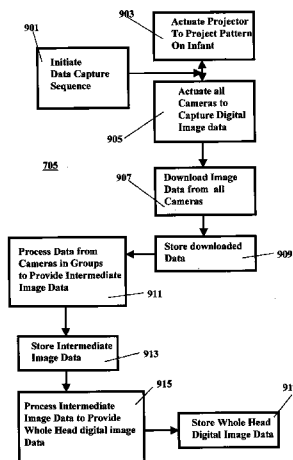 903
Actuate Projector
To Project Pattern
On Infant
901
Initiate
Data Capture
Sequence
Actuate all
Cameras to
Capture Digital
Image data
905
705
Download Image
Data from all
Cameras
907
Process Data from
Cameras in Groups
to Provide Intermediate
Image Data
Store downloaded
Data
909
911
Store Intermediate
Image Data
913
915
Process Intermediate
Image Data to Provide
Whole Head digital image
Data
Store Whole Head
Digital Image Data